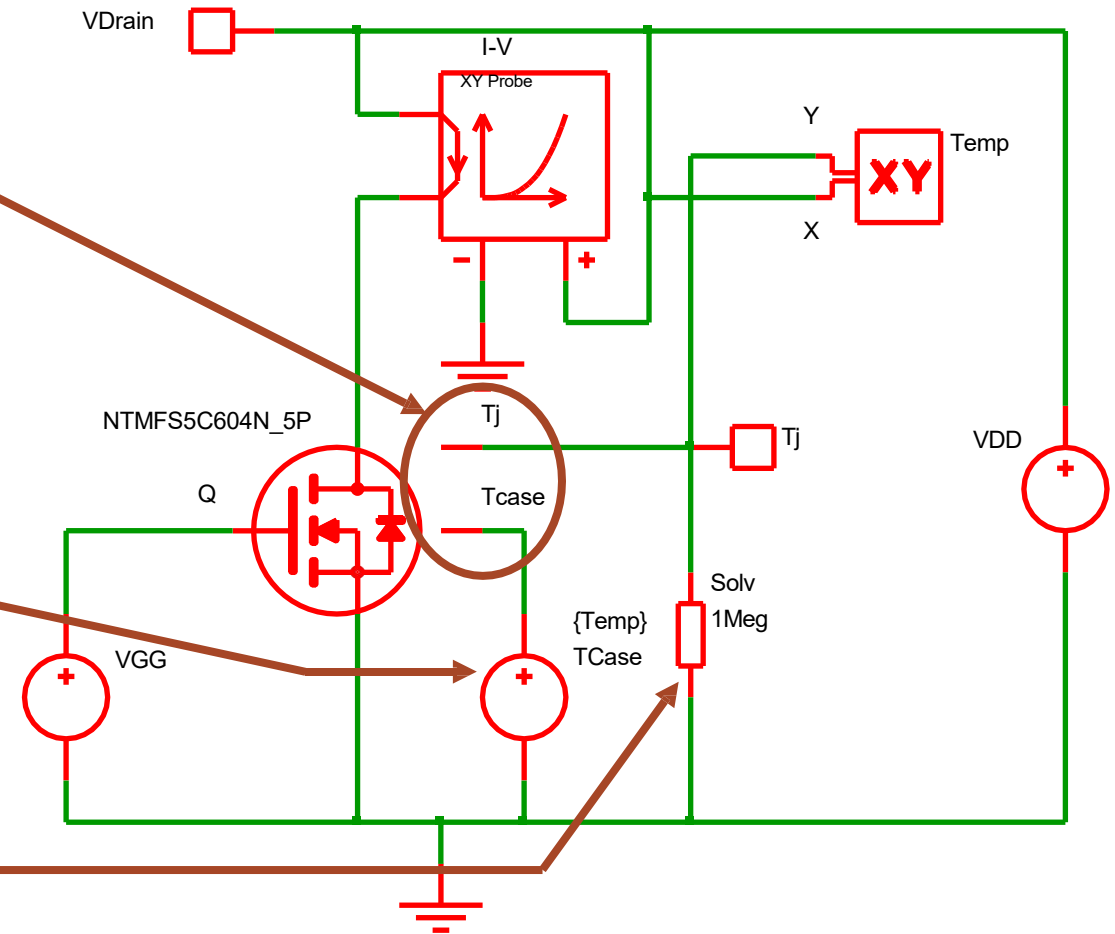 VDrain
I-V
XY Probe
Y
XY
Temp
X
−
+
NTMFS5C604N_5P
Tj
Tj
VDD
+
Q
Tcase
Solv
1Meg
{Temp}
TCase
VGG
+
+